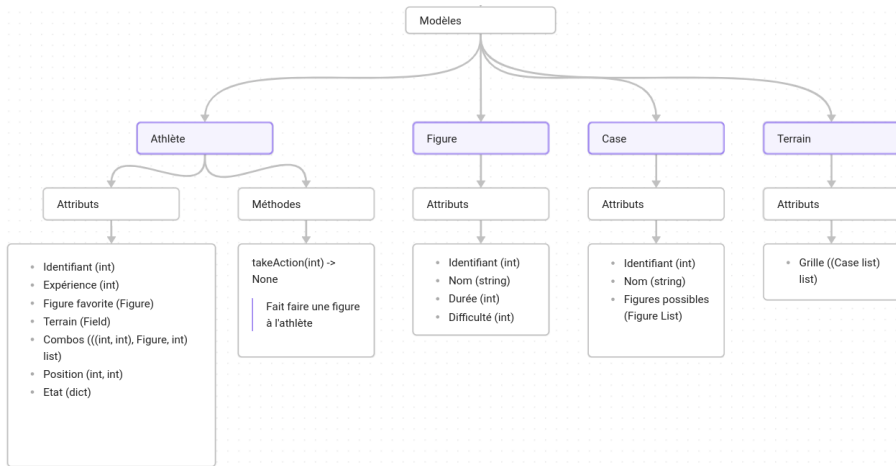 Modèles
Athlète
Figure
Case
Terrain
Attributs
Méthodes
Attributs
Attributs
Attributs
Identifiant (int)
Expérience (int)
Figure favorite (Figure)
Terrain (Field)
Combos (((int, int), Figure, int)
list)
Position (int, int)
Etat (dict)
takeAction(int) ->
None
Fait faire une figure
à l'athlète
Identifiant (int)
Nom (string)
Durée (int)
Difficulté (int)
Identifiant (int)
Nom (string)
Figures possibles
(Figure List)
Grille ((Case list)
list)